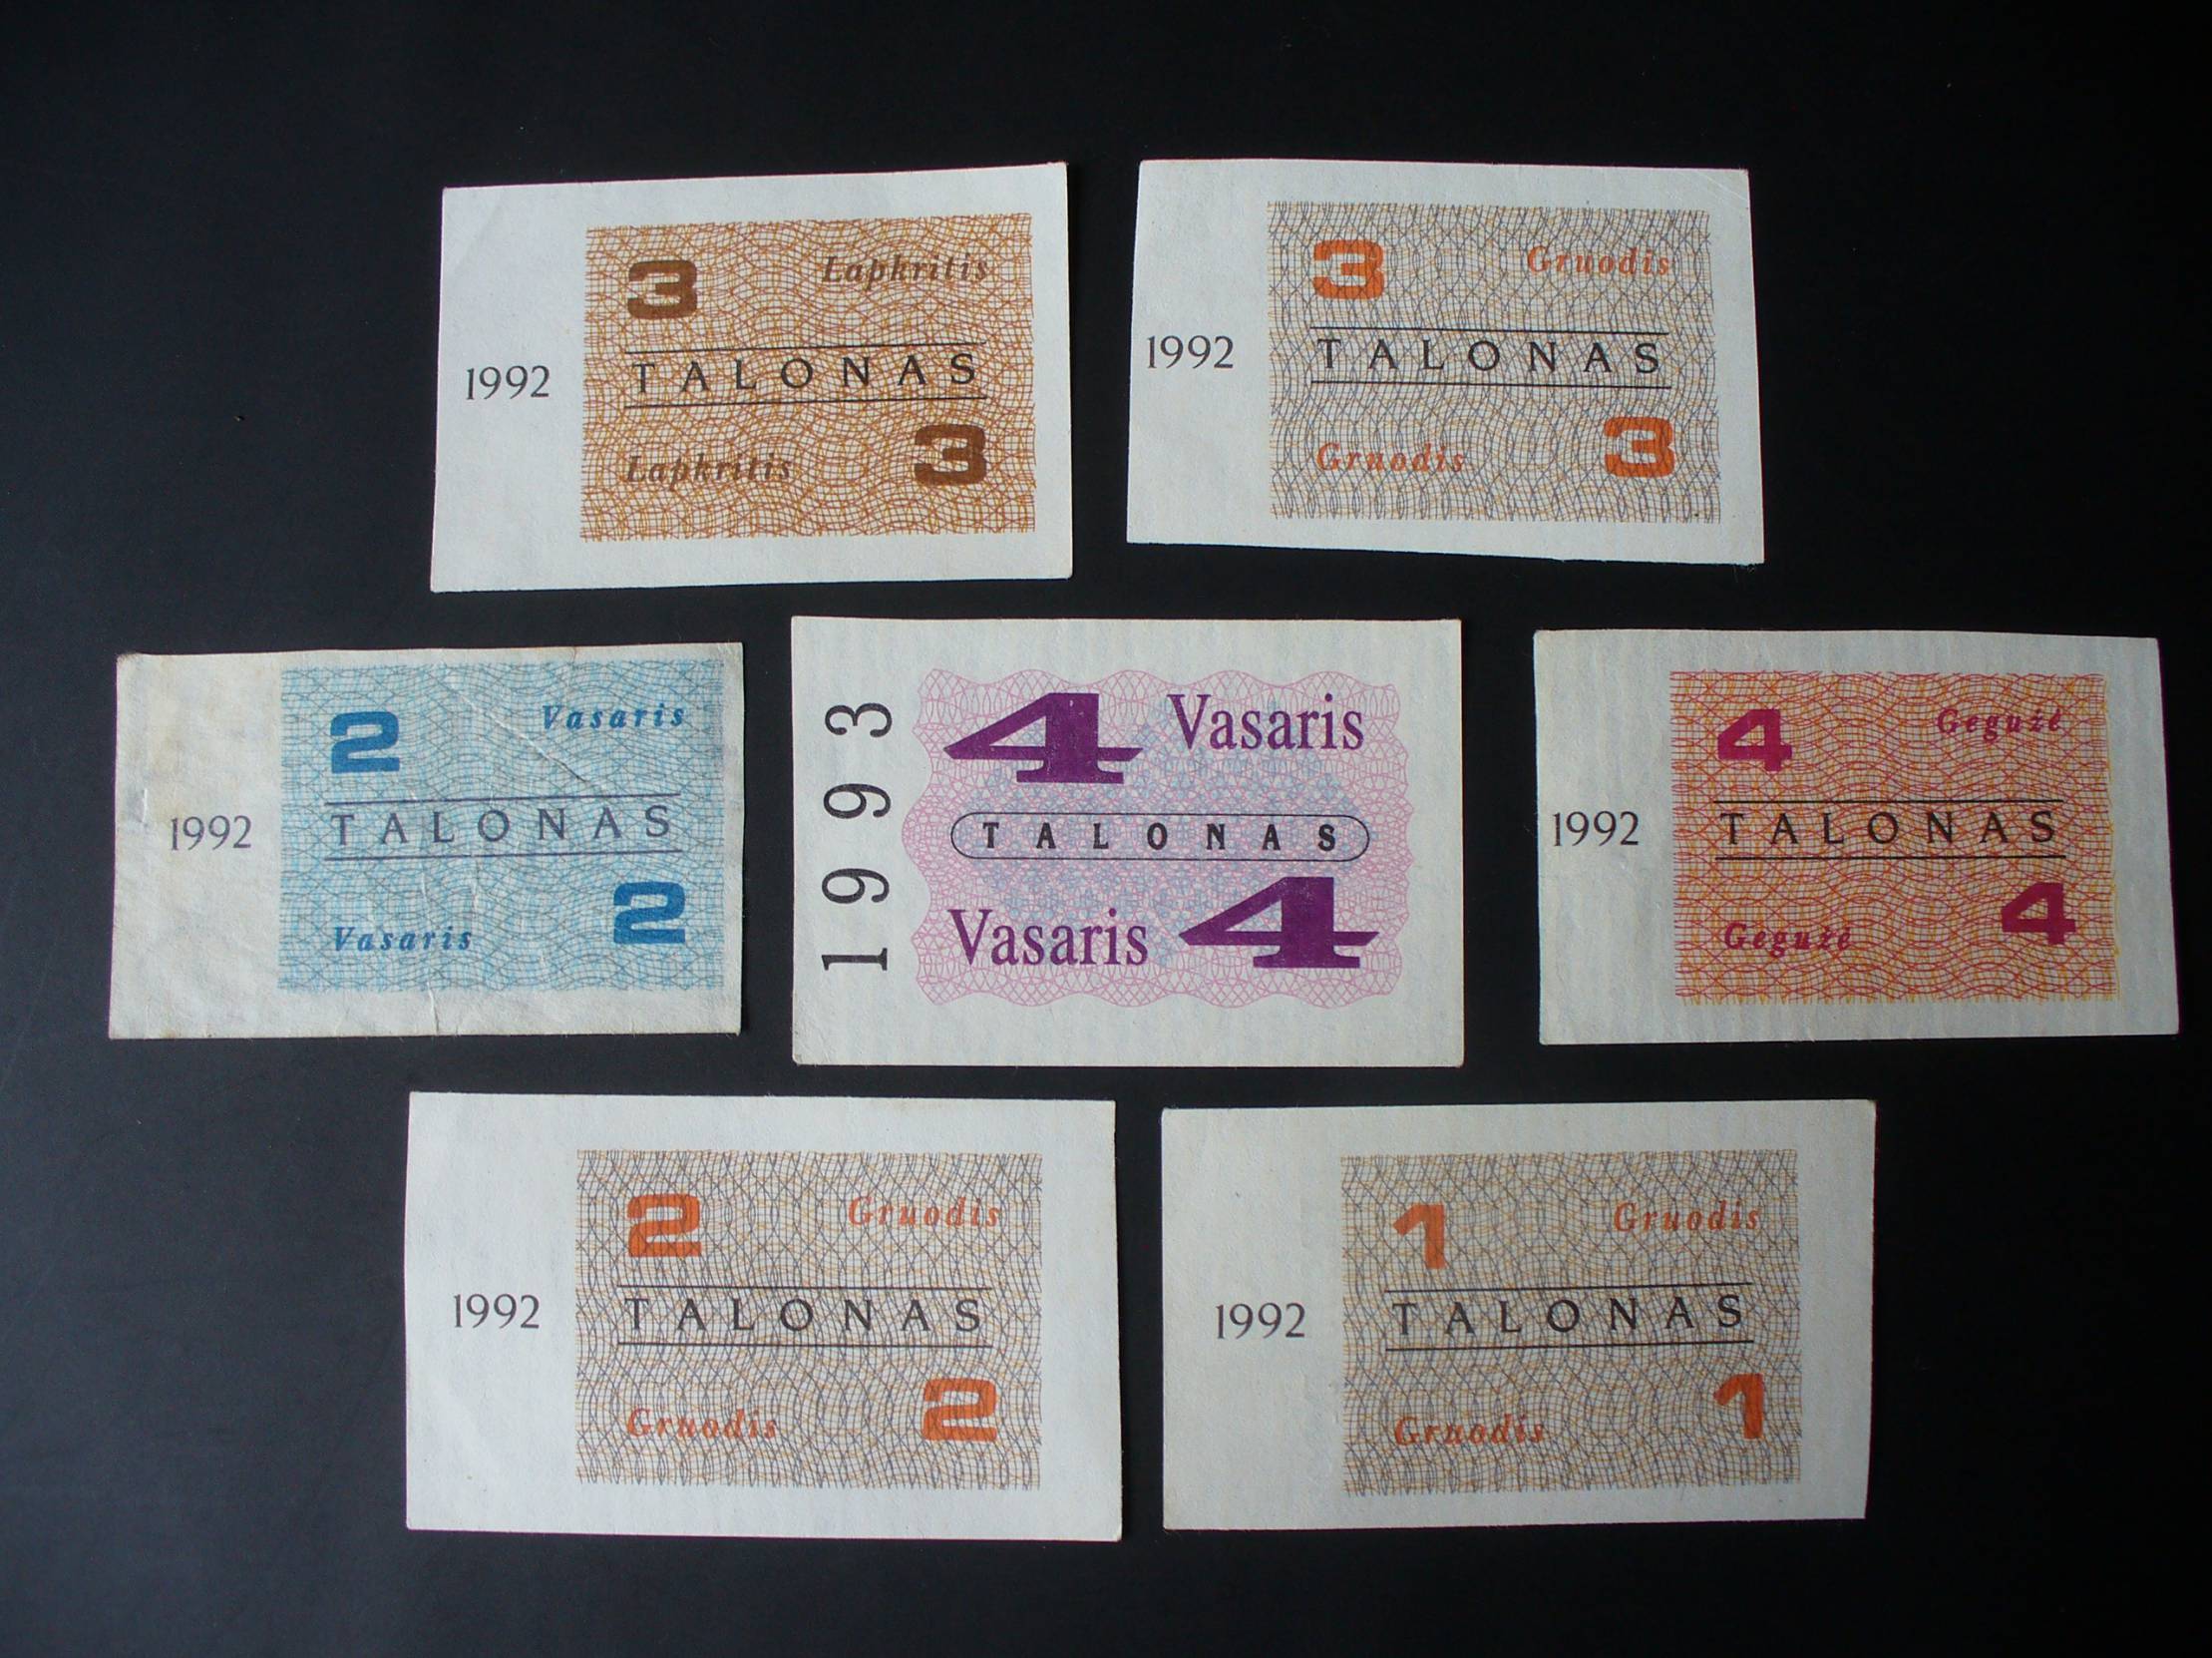 3 Lapkritis
1992
TALONAS
Lapkritis 3
3 Gruodis
1992
TALONAS
Gruodis 3
2 Vasaris
1992
TALONAS
Vasaris 2
1993
4 Vasaris
TALONAS
Vasaris 4
4 Gegužė
1992
TALONAS
Gegužė 4
2 Gruodis
1992
TALONAS
Gruodis 2
1 Gruodis
1992
TALONAS
Gruodis 1